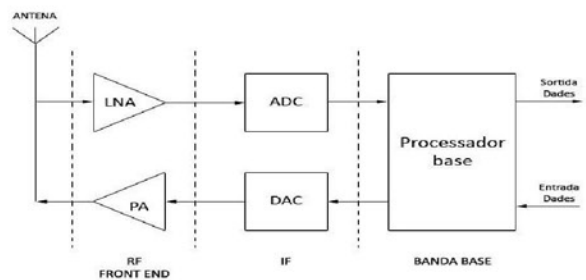 ANTENA
LNA
ADC
Sortida
Dades
Processador
base
PA
DAC
Entrada
Dades
RF
FRONT END
IF
BANDA BASE